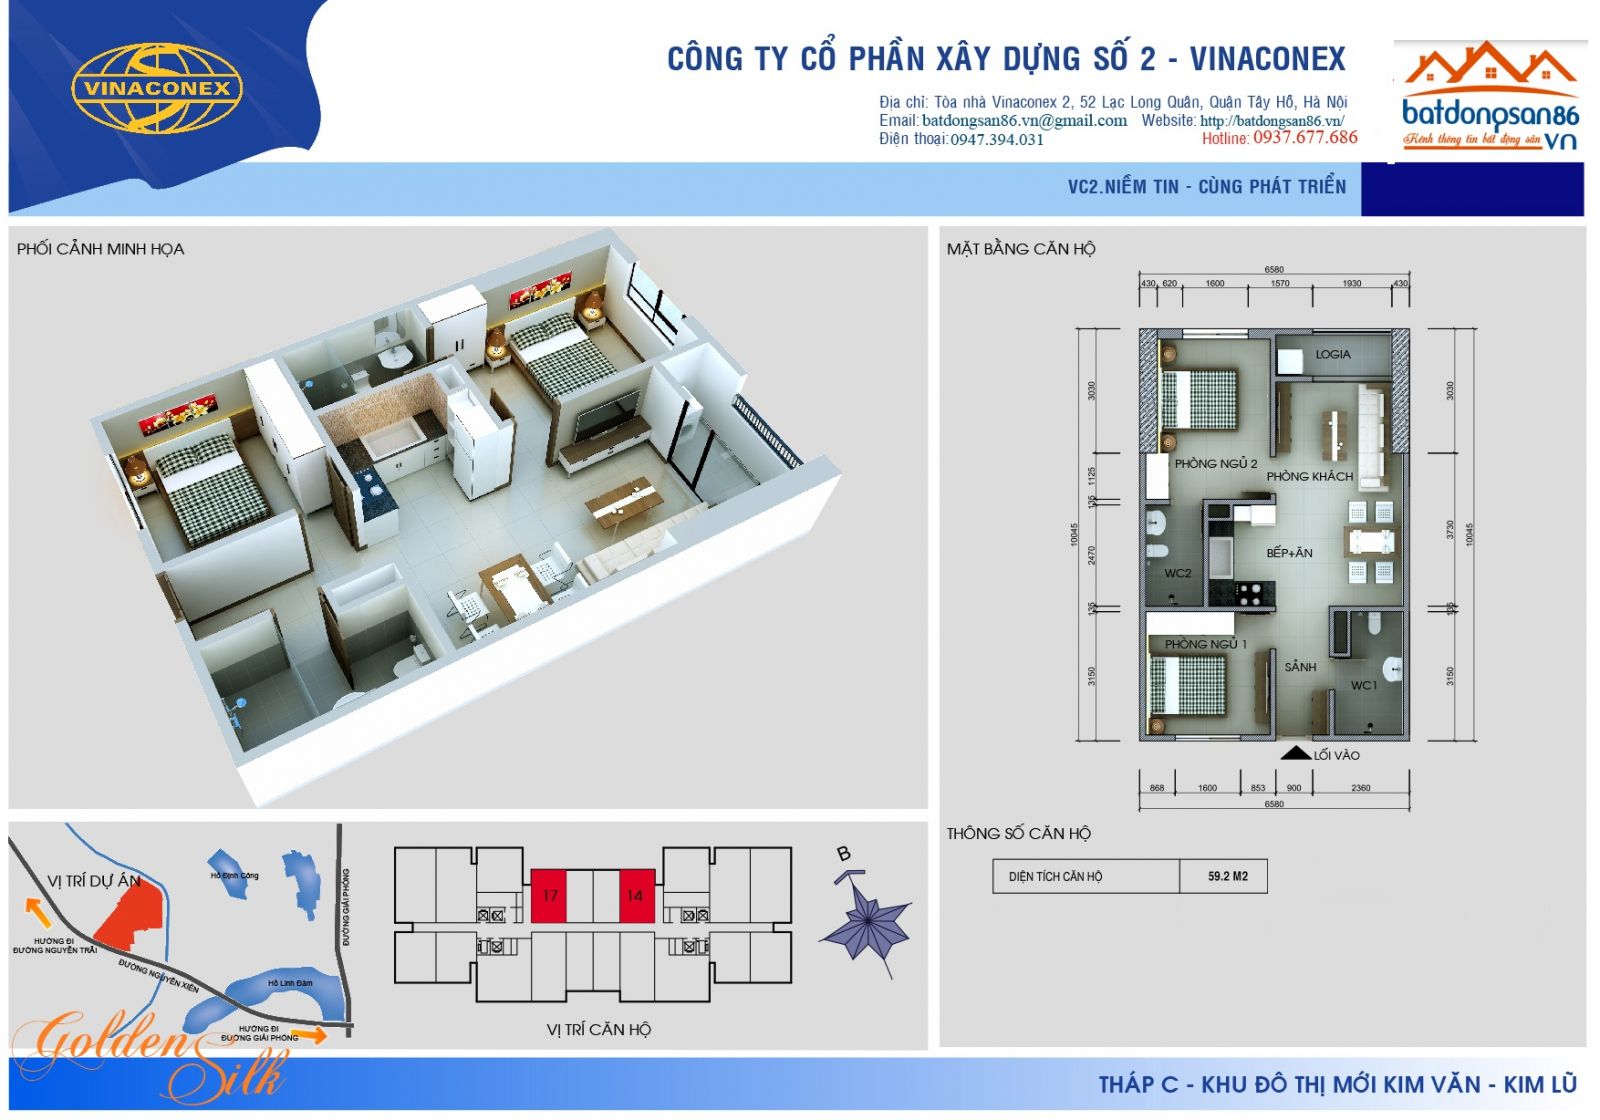 VINACONEX
CÔNG TY CỔ PHẦN XÂY DỰNG SỐ 2 - VINACONEX
Địa chỉ: Tòa nhà Vinaconex 2, 52 Lạc Long Quân, Quận Tây Hồ, Hà Nội
Email: batdongsan86.vn@gmail.com Website: http://batdongsan86.vn/
Điện thoại: 0947.394.031 Hotline: 0937.677.686
batdongsan86
Kênh thông tin bất động sản VN
VC2.NIỀM TIN - CÙNG PHÁT TRIỂN
PHỐI CẢNH MINH HỌA
MẶT BẰNG CĂN HỘ
6580
430 620 1600 1570 1930 430
LOGIA
3030
3030
PHÒNG NGỦ 2
PHÒNG KHÁCH
1125
135
10045
2470
3730
10045
BẾP+ĂN
WC2
135
135
PHÒNG NGỦ 1
SẢNH
WC1
3150
3150
LỐI VÀO
868 1600 853 900 2360
6580
THÔNG SỐ CĂN HỘ
DIỆN TÍCH CĂN HỘ 59.2 M2
VỊ TRÍ DỰ ÁN
Hồ Định Công
ĐƯỜNG GIẢI PHÓNG
HƯỚNG ĐI
ĐƯỜNG NGUYỄN TRÃI
ĐƯỜNG NGUYỄN XIỂN
Hồ Linh Đàm
HƯỚNG ĐI
ĐƯỜNG GIẢI PHÓNG
17
14
B
VỊ TRÍ CĂN HỘ
Golden Silk
THÁP C - KHU ĐÔ THỊ MỚI KIM VĂN - KIM LŨ